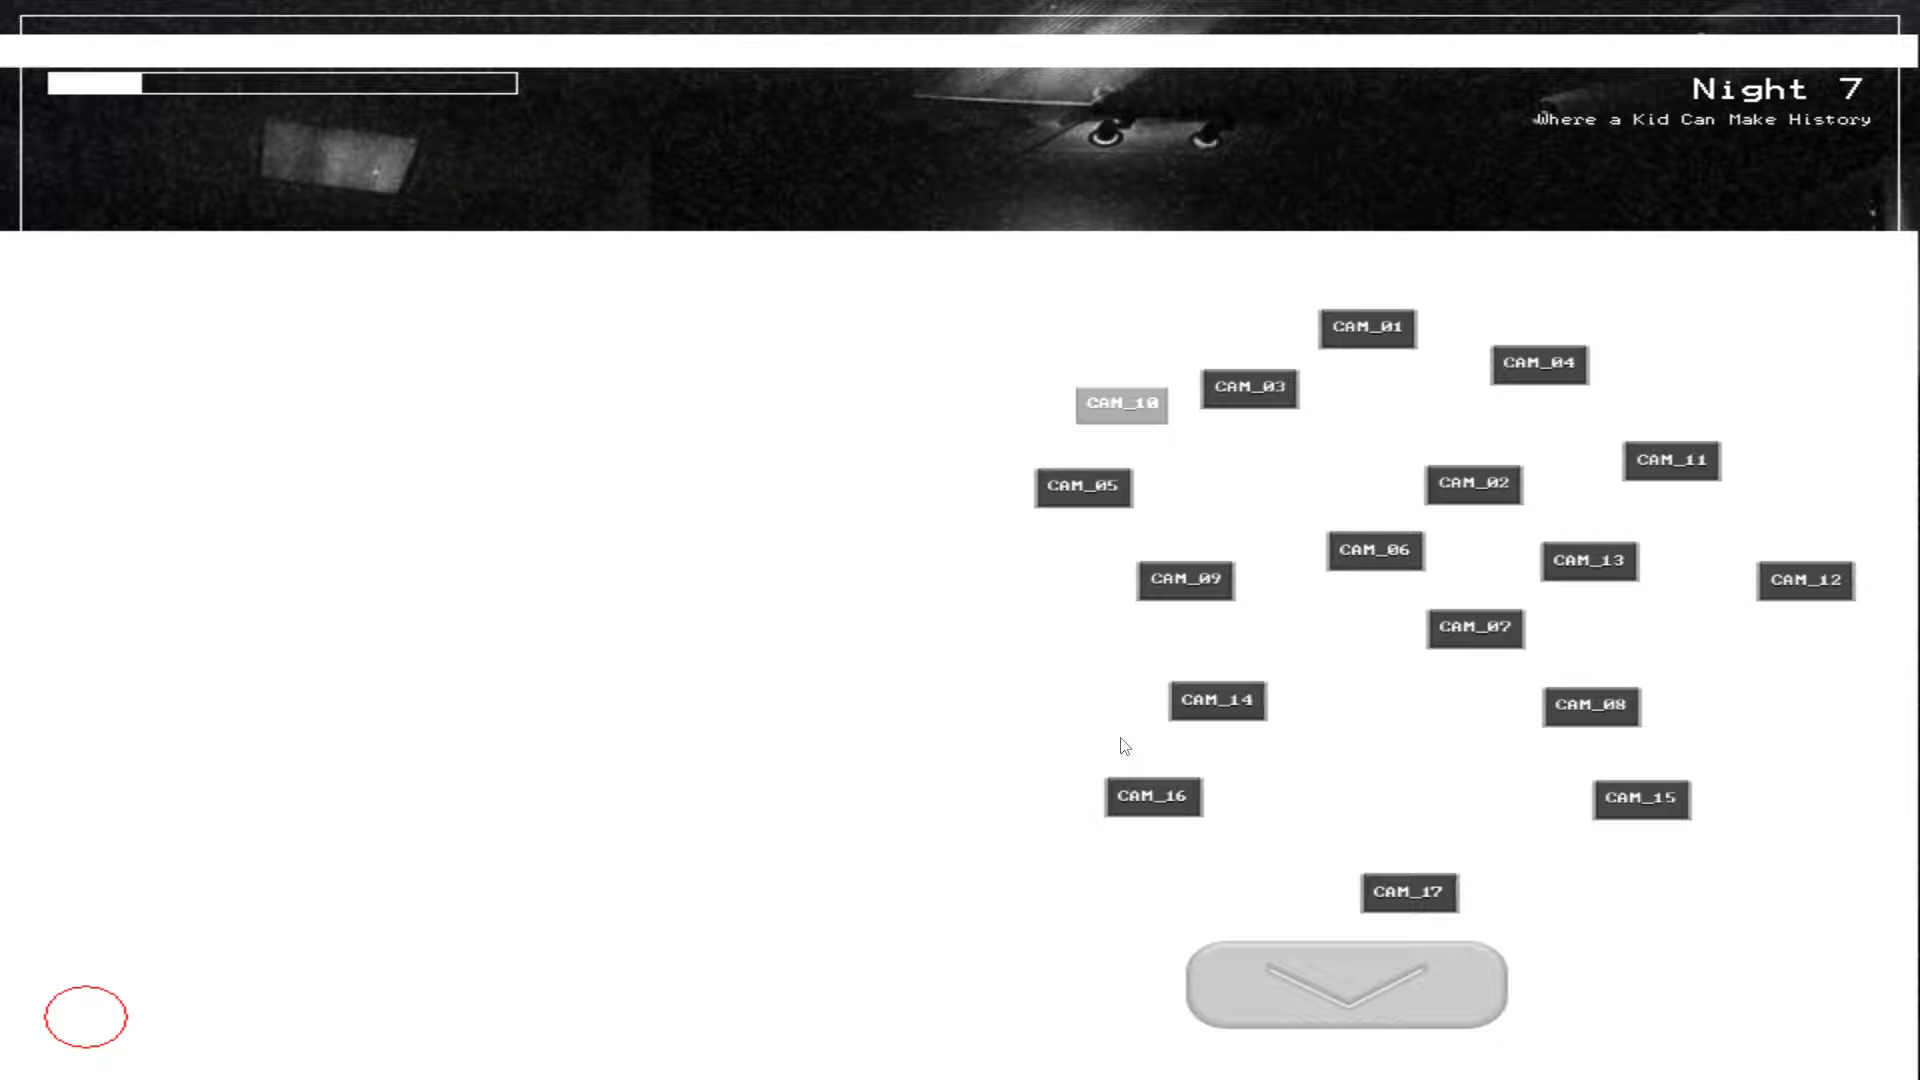 Night 7
Where a Kid Can Make History
CAM_01
CAM_04
CAM_03
CAM_10
CAM_11
CAM_05
CAM_02
CAM_06
CAM_13
CAM_09
CAM_12
CAM_07
CAM_14
CAM_08
CAM_16
CAM_15
CAM_17